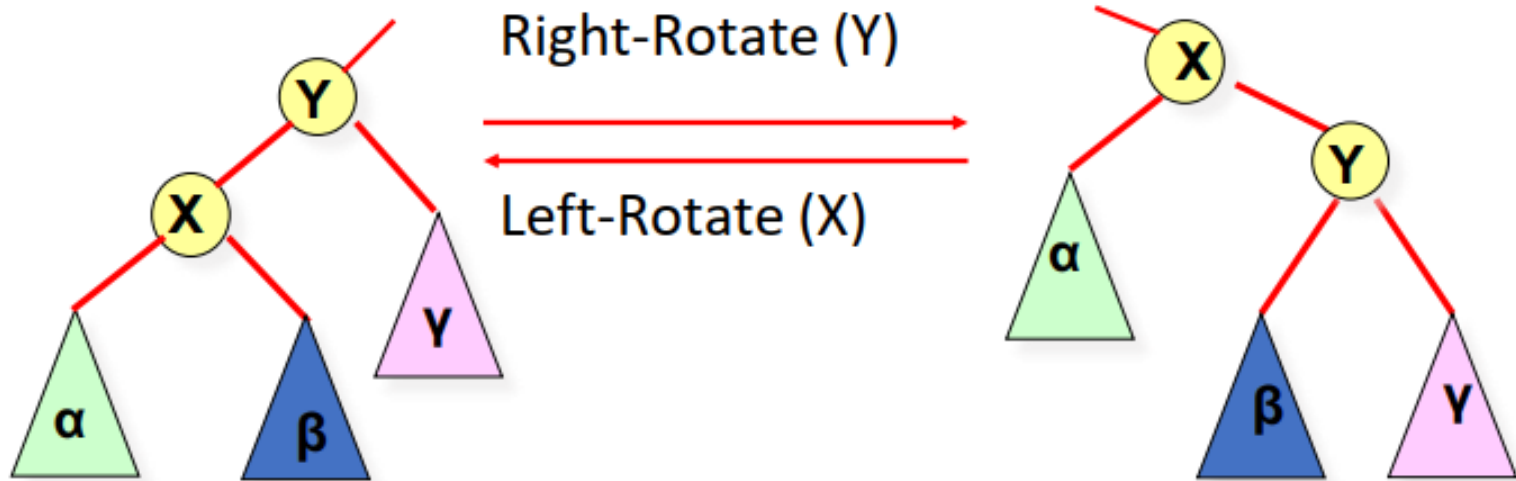 Right-Rotate (Y)
Y
X
α
β
γ
Left-Rotate (X)
X
Y
α
β
γ